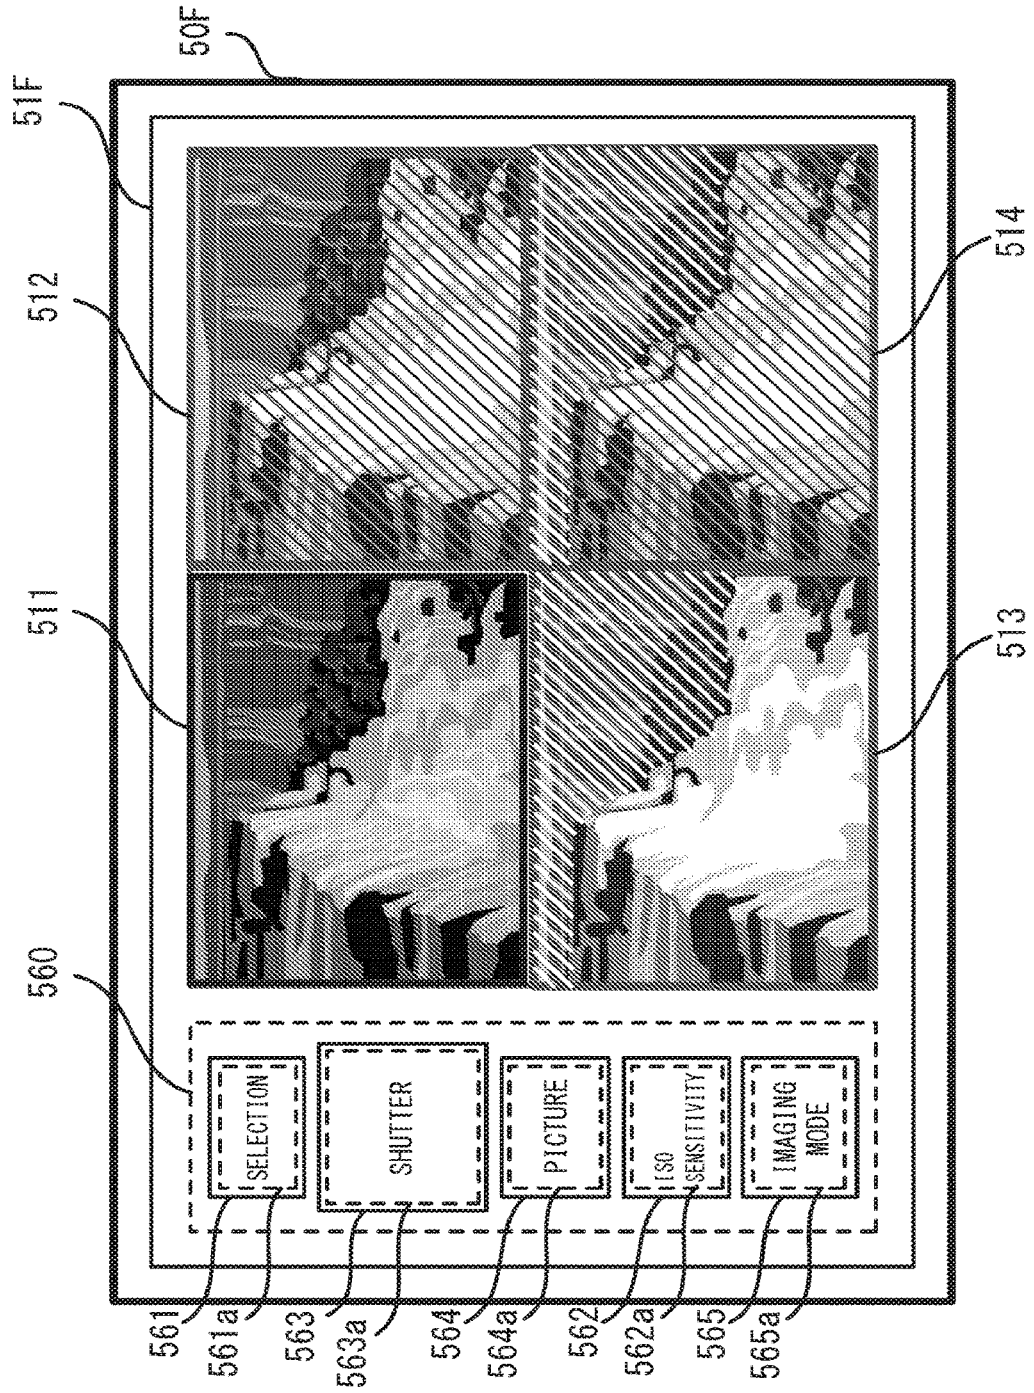 51F
560
511
512
50F
561
561a
SELECTION
563
563a
SHUTTER
564
564a
PICTURE
562
562a
ISO
SENSITIVITY
565
565a
IMAGING
MODE
513
514